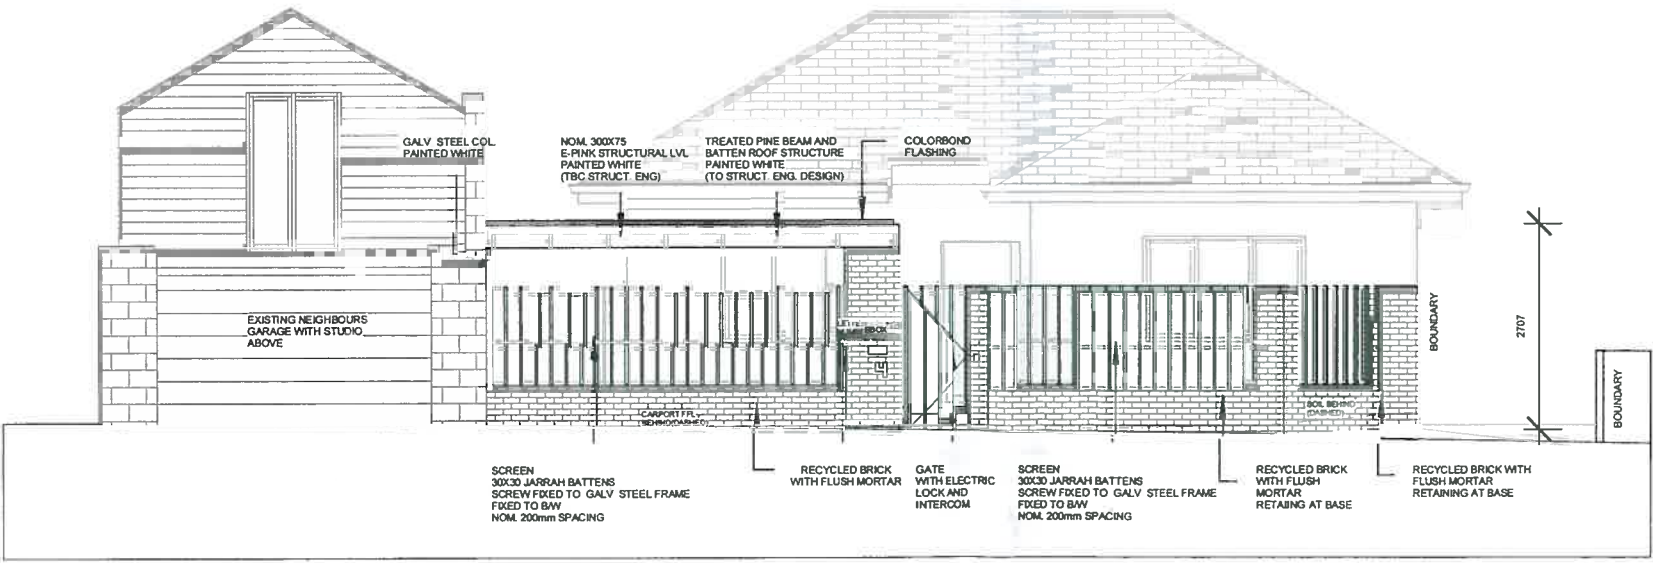 GALV STEEL COL.
PAINTED WHITE
NOM. 300X75
E-PINK STRUCTURAL LVL
PAINTED WHITE
(TBC STRUCT. ENG)
TREATED PINE BEAM AND
BATTEN ROOF STRUCTURE
PAINTED WHITE
(TO STRUCT. ENG. DESIGN)
COLORBOND
FLASHING
EXISTING NEIGHBOURS
GARAGE WITH STUDIO
ABOVE
BOUNDARY
2707
BOUNDARY
CARPORT FFL
BEHIND(DASHED)
SOIL BEHIND
(DASHED)
SCREEN
30X30 JARRAH BATTENS
SCREW FIXED TO GALV STEEL FRAME
FIXED TO B/W
NOM. 200mm SPACING
RECYCLED BRICK
WITH FLUSH MORTAR
GATE
WITH ELECTRIC
LOCK AND
INTERCOM
SCREEN
30X30 JARRAH BATTENS
SCREW FIXED TO GALV STEEL FRAME
FIXED TO B/W
NOM. 200mm SPACING
RECYCLED BRICK
WITH FLUSH
MORTAR
RETAIING AT BASE
RECYCLED BRICK WITH
FLUSH MORTAR
RETAINING AT BASE